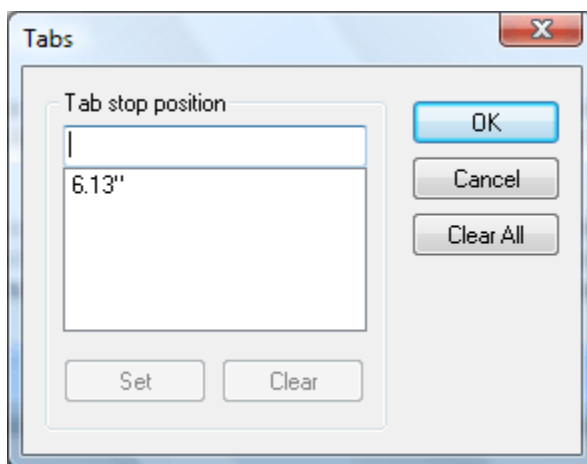 Tabs
Tab stop position
6.13"
Set
Clear
OK
Cancel
Clear All